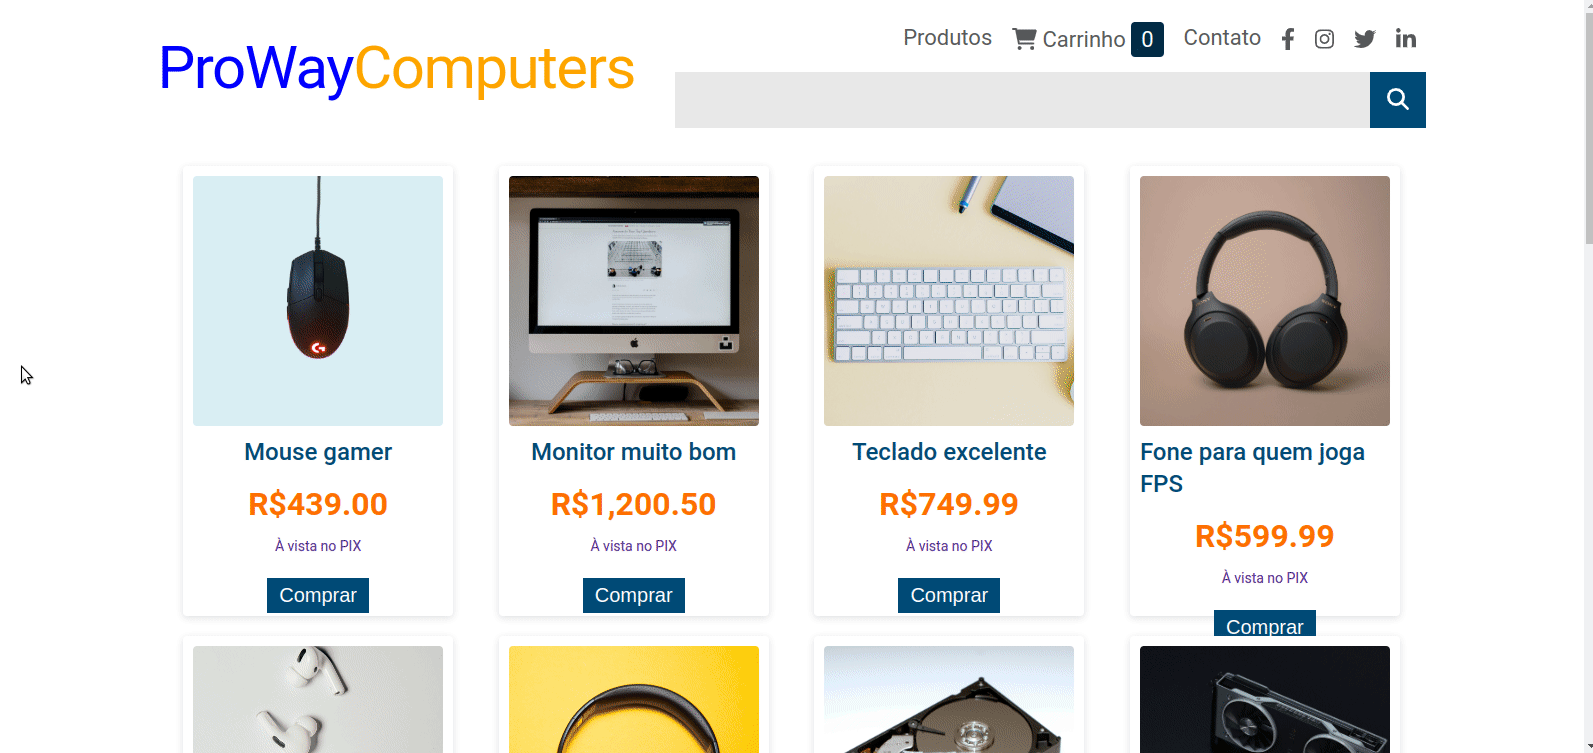 Produtos Carrinho 0 Contato
ProWayComputers
Mouse gamer
R$439.00
À vista no PIX
Comprar
Monitor muito bom
R$1,200.50
À vista no PIX
Comprar
Teclado excelente
R$749.99
À vista no PIX
Comprar
Fone para quem joga
FPS
R$599.99
À vista no PIX
Comprar